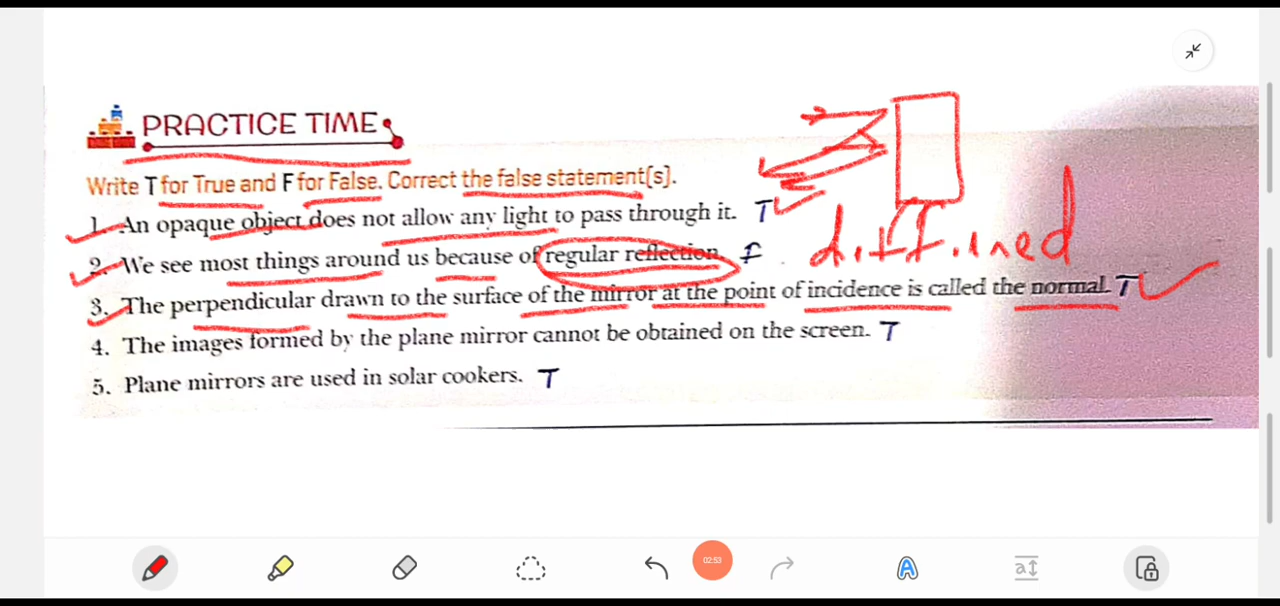 PRACTICE TIME
Write T for True and F for False. Correct the false statement(s).
1. An opaque object does not allow any light to pass through it. T
2. We see most things around us because of regular reflection. F
diffined
3. The perpendicular drawn to the surface of the mirror at the point of incidence is called the normal. T
4. The images formed by the plane mirror cannot be obtained on the screen. T
5. Plane mirrors are used in solar cookers. T
02:53
A
a